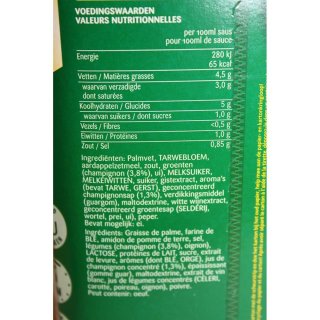 VOEDINGSWAARDEN
VALEURS NUTRITIONNELLES
per 100ml saus
pour 100ml de sauce
Energie 280 kJ
65 kcal
Vetten / Matières grasses 4,5 g
waarvan verzadigde 3,0 g
dont saturées
Koolhydraten / Glucides 5 g
waarvan suikers / dont sucres 1,0 g
Vezels / Fibres <0,5 g
Eiwitten / Protéines 1,0 g
Zout / Sel 0,85 g
Ingrediënten: Palmvet, TARWEBLOEM,
aardappelzetmeel, zout, groenten
(champignon (3,8%), ui), MELKSUIKER,
MELKEIWITTEN, suiker, gistextract, aroma's
(bevat TARWE, GERST), geconcentreerd
champignonsap (1,3%), verdikkingsmiddel
(guargom), maltodextrine, witte wijnextract,
geconcentreerd groentesap (SELDERIJ,
wortel, prei, ui), peper.
Bevat mogelijk: ei.
Ingrédients: Graisse de palme, farine de
BLÉ, amidon de pomme de terre, sel,
légumes (champignon (3,8%), oignon),
LACTOSE, protéines de LAIT, sucre, extrait
de levure, arômes (dont BLÉ, ORGE), jus de
champignon concentré (1,3%), épaississant
(gomme guar), maltodextrine, extrait de vin
blanc, jus de légumes concentrés (CÉLERI,
carotte, poireau, oignon), poivre.
Peut contenir: oeuf.